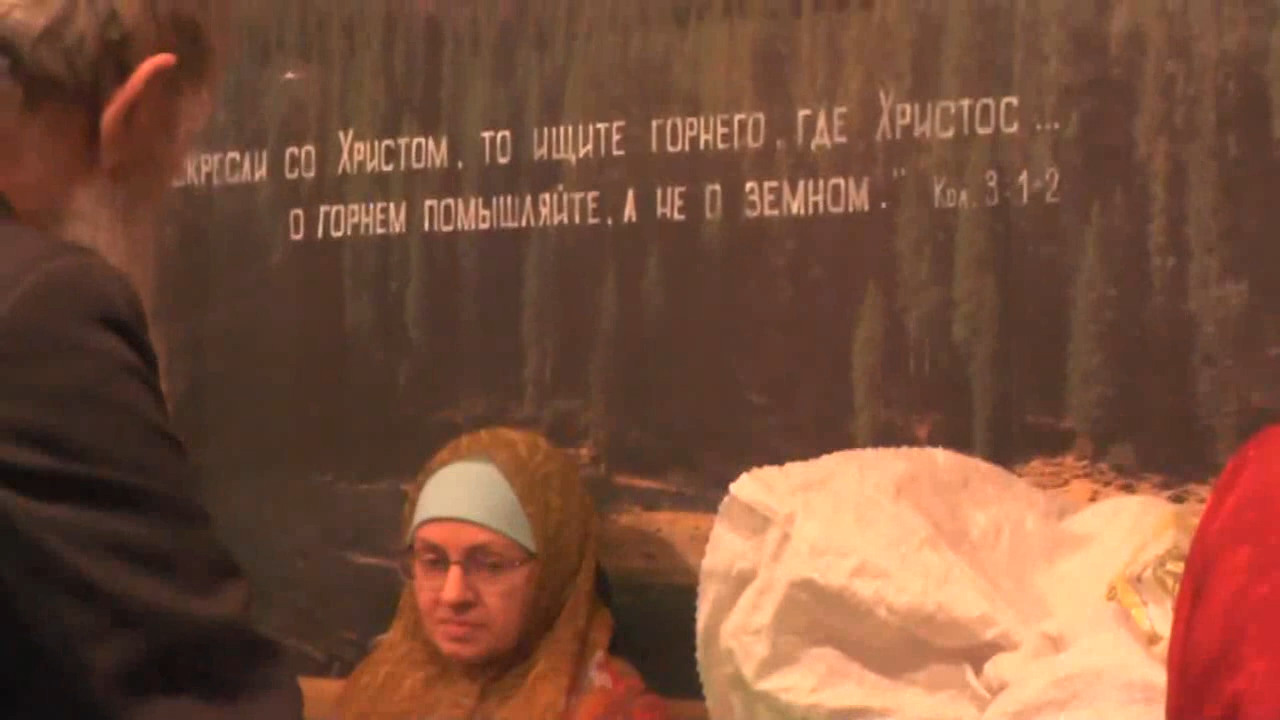 СО ХРИСТОМ, ТО ИЩИТЕ ГОРНЕГО, ГДЕ ХРИСТОС...
О ГОРНЕМ ПОМЫШЛЯЙТЕ, А НЕ О ЗЕМНОМ." Кол. 3-1-2